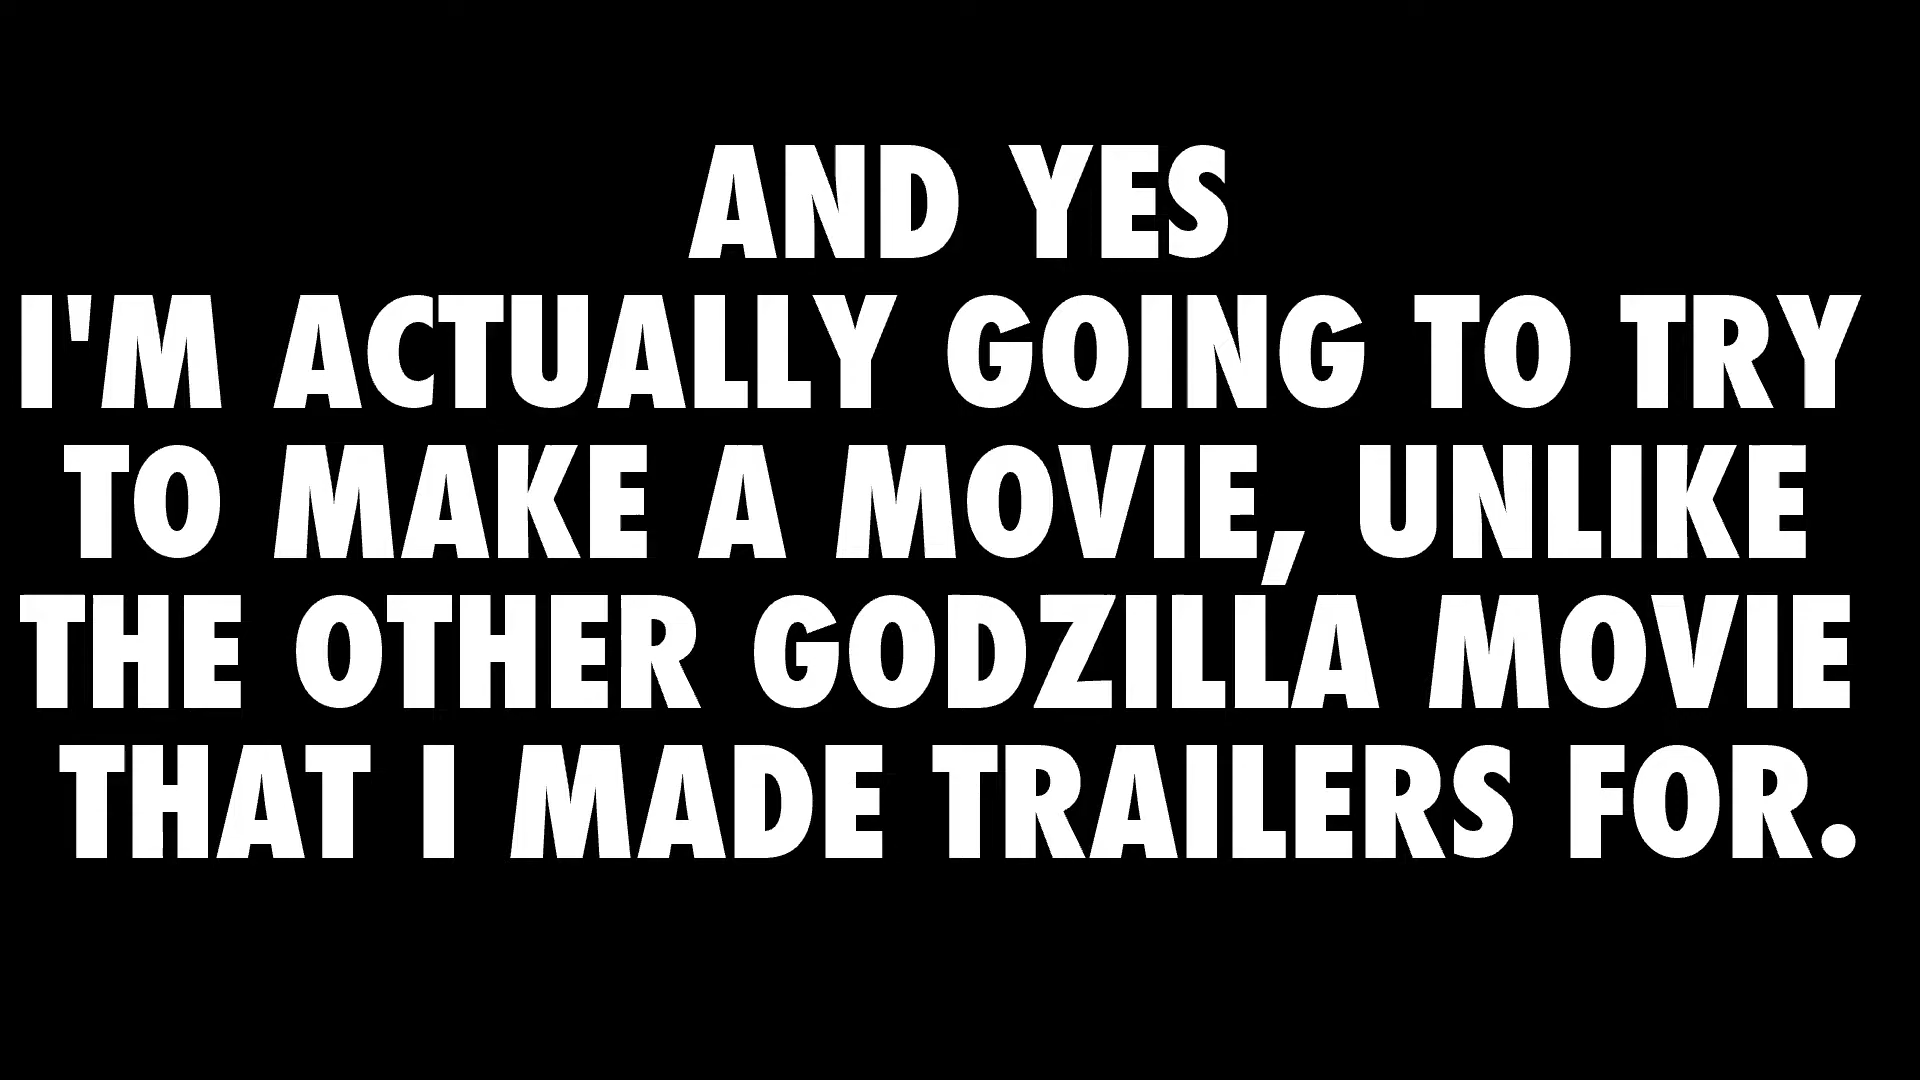 AND YES
I'M ACTUALLY GOING TO TRY
TO MAKE A MOVIE, UNLIKE
THE OTHER GODZILLA MOVIE
THAT I MADE TRAILERS FOR.